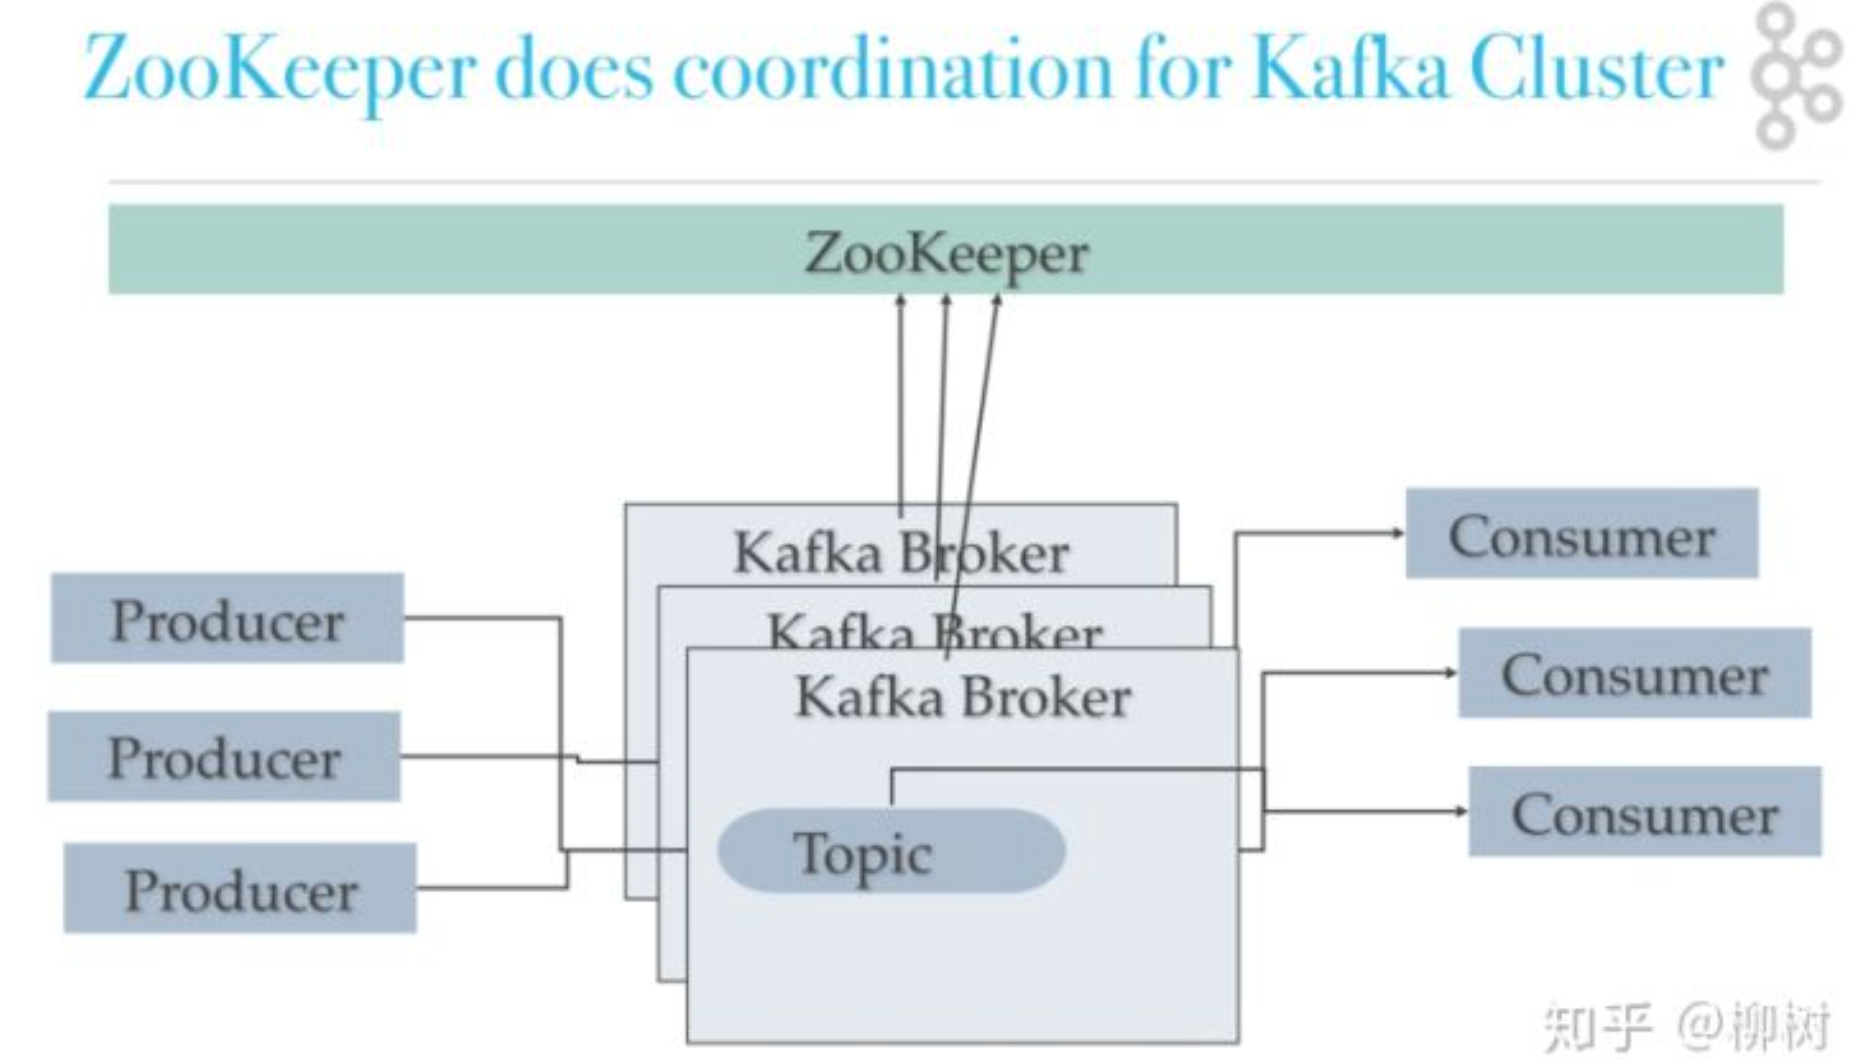 ZooKeeper does coordination for Kafka Cluster
ZooKeeper
Kafka Broker
Kafka Broker
Kafka Broker
Topic
Producer
Producer
Producer
Consumer
Consumer
Consumer
知乎 @柳树